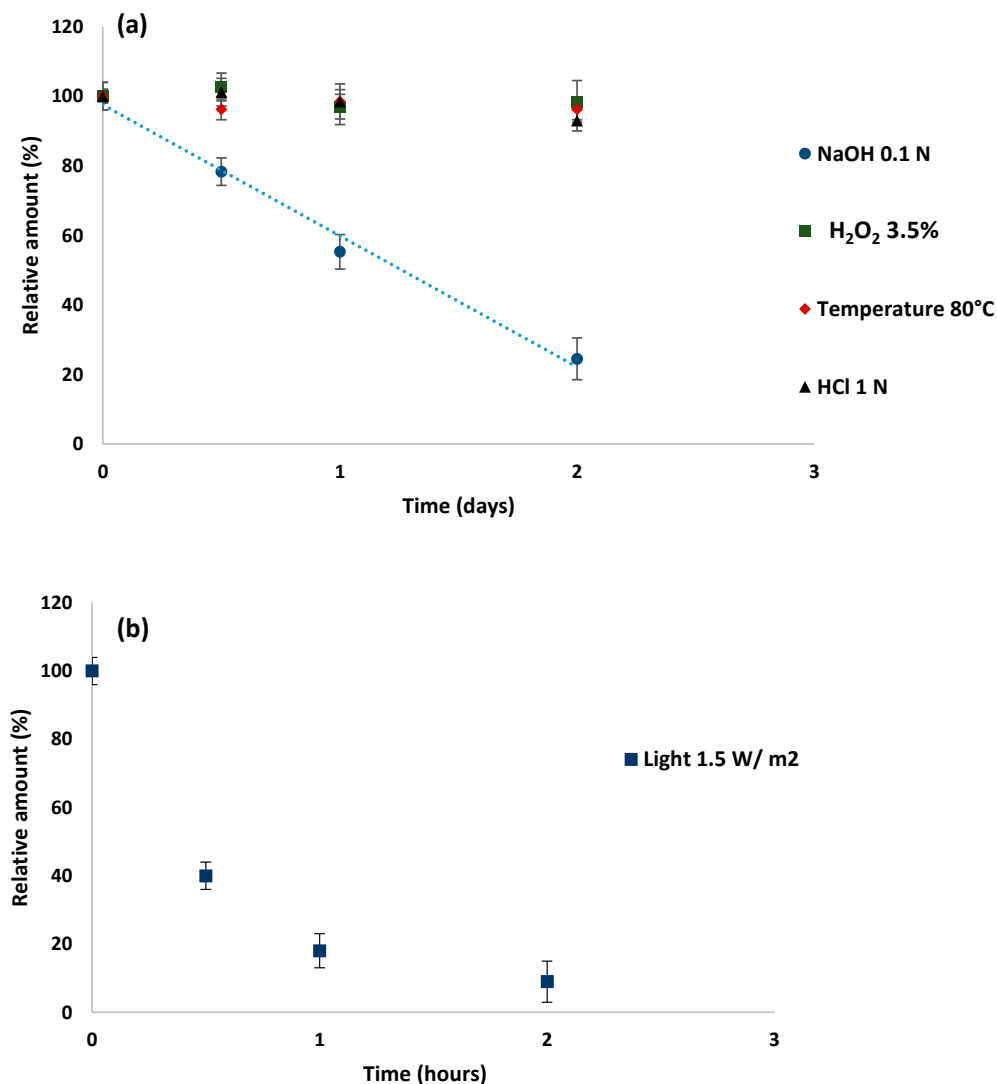 (a)
120
100
80
60
40
20
0
Relative amount (%)
0 1 2 3
Time (days)
NaOH 0.1 N
H₂O₂ 3.5%
Temperature 80°C
HCl 1 N
(b)
120
100
80
60
40
20
0
Relative amount (%)
0 1 2 3
Time (hours)
Light 1.5 W/ m2